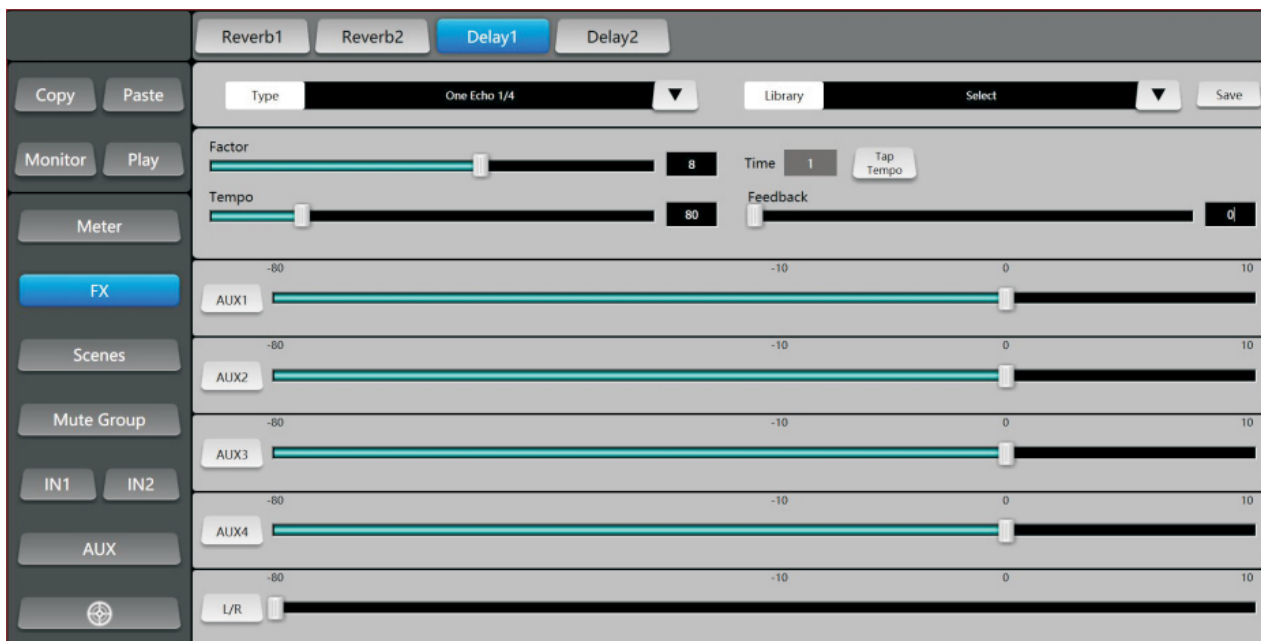 Reverb1 Reverb2 Delay1 Delay2
Copy Paste
Type One Echo 1/4 ▼ Library Select ▼ Save
Monitor Play
Factor 8 Time 1 Tap Tempo
Tempo 80 Feedback 0
Meter
FX
Scenes
Mute Group
IN1 IN2
AUX
-80 -10 0 10
AUX1
-80 -10 0 10
AUX2
-80 -10 0 10
AUX3
-80 -10 0 10
AUX4
-80 -10 0 10
L/R